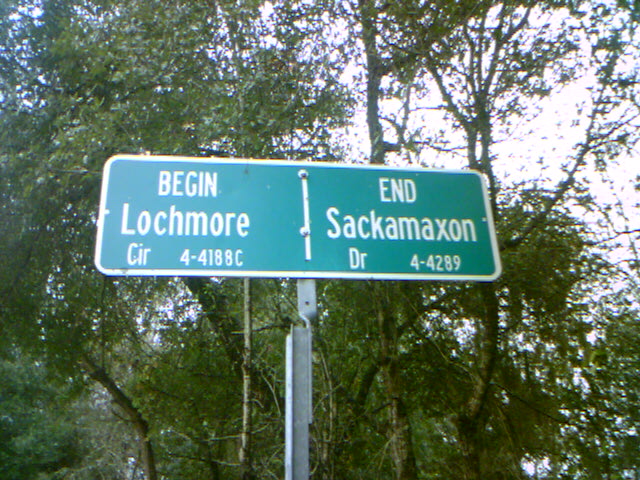 BEGIN
Lochmore
Cir 4-4188C
END
Sackamaxon
Dr 4-4289